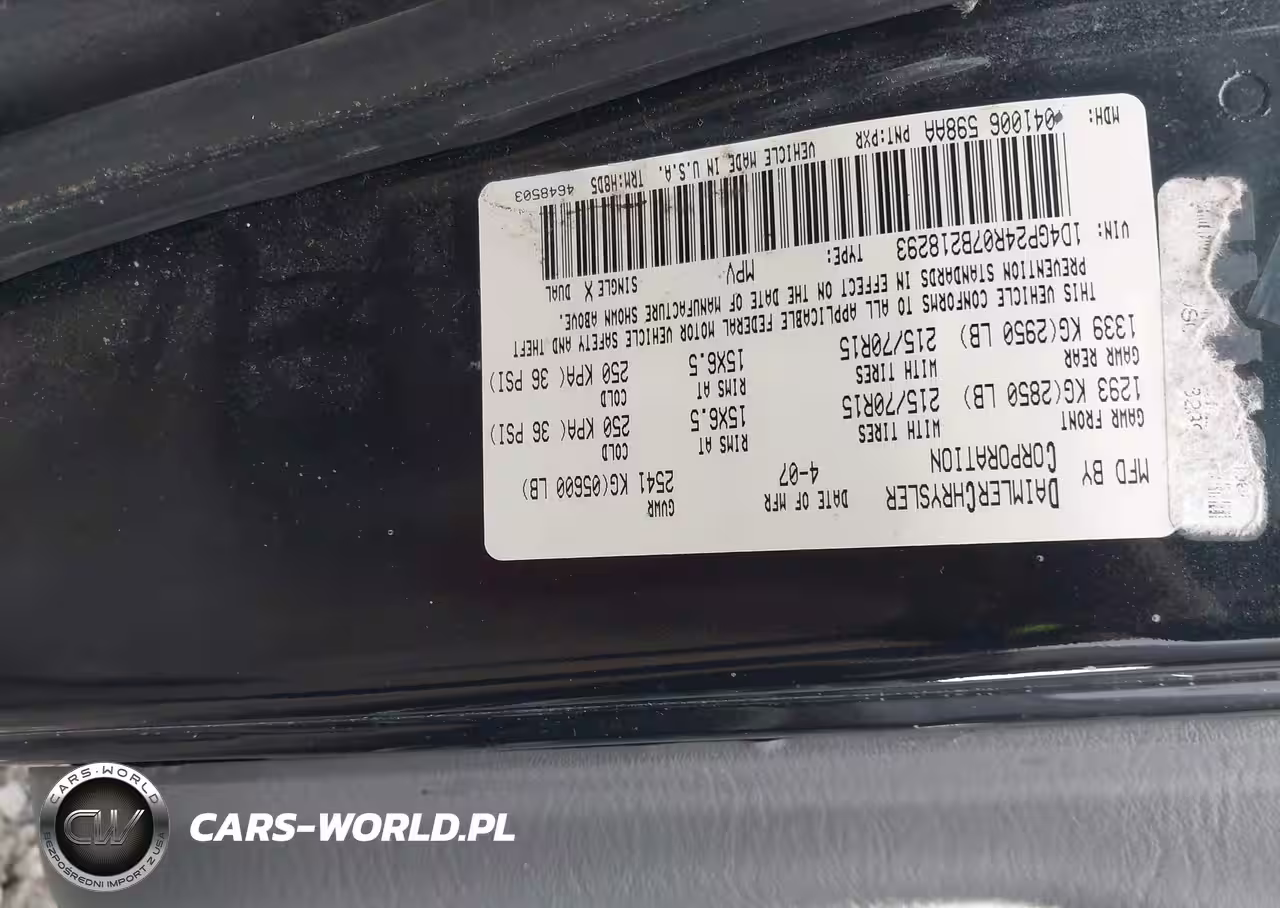 MFD BY DAIMLERCHRYSLER CORPORATION
DATE OF MFR 4-07
GVWR 2541 KG(05600 LB)
GAWR FRONT WITH TIRES RIMS AT COLD
1293 KG(2850 LB) 215/70R15 15X6.5 250 KPA( 36 PSI)
GAWR REAR WITH TIRES RIMS AT COLD
1339 KG(2950 LB) 215/70R15 15X6.5 250 KPA( 36 PSI)
THIS VEHICLE CONFORMS TO ALL APPLICABLE FEDERAL MOTOR VEHICLE SAFETY AND THEFT
PREVENTION STANDARDS IN EFFECT ON THE DATE OF MANUFACTURE SHOWN ABOVE.
VIN: 1D4GP24R07B218293 TYPE: MPV SINGLE X DUAL
MDH: 041006 598AA PNT:PXR VEHICLE MADE IN U.S.A. TRM:H8D5 4648503
CARS-WORLD
CW
BEZPOŚREDNI IMPORT Z USA
CARS-WORLD.PL